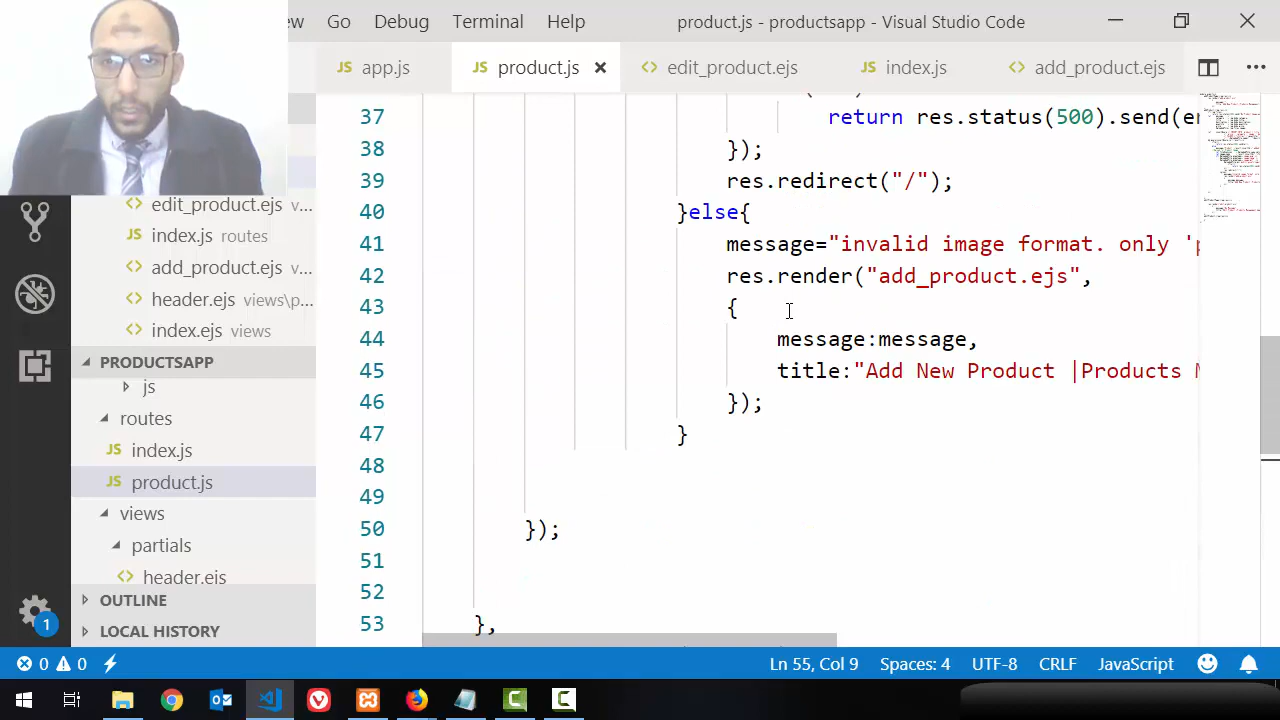 ew Go Debug Terminal Help product.js - productsapp - Visual Studio Code
app.js product.js edit_product.ejs index.js add_product.ejs
37 return res.status(500).send(er
38 });
39 res.redirect("/");
40 }else{
41 message="invalid image format. only 'p
42 res.render("add_product.ejs",
43 {
44 message:message,
45 title:"Add New Product |Products M
46 });
47 }
48
49
50 });
51
52
53 },
edit_product.ejs v...
index.js routes
add_product.ejs v...
header.ejs views\p...
index.ejs views
PRODUCTSAPP
js
routes
index.js
product.js
views
partials
header.ejs
OUTLINE
LOCAL HISTORY
1
0 0 Ln 55, Col 9 Spaces: 4 UTF-8 CRLF JavaScript